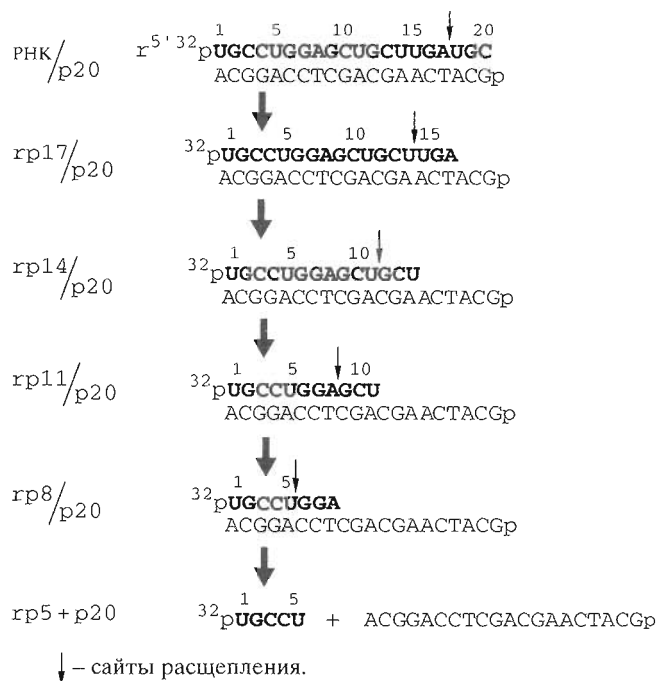 1 5 10 15 20
РНК/p20 r5'32pUGCCUGGAGCUGCUUGAUGC
ACGGACCTCGACGAACTACGp
1 5 10 15
rp17/p20 32pUGCCUGGAGCUGCUUGA
ACGGACCTCGACGAACTACGp
1 5 10
rp14/p20 32pUGCCUGGAGCUGCU
ACGGACCTCGACGAACTACGp
1 5 10
rp11/p20 32pUGCCUGGAGCU
ACGGACCTCGACGAACTACGp
1 5
rp8/p20 32pUGCCUGGA
ACGGACCTCGACGAACTACGp
1 5
rp5+p20 32pUGCCU + ACGGACCTCGACGAACTACGp
↓ – сайты расщепления.